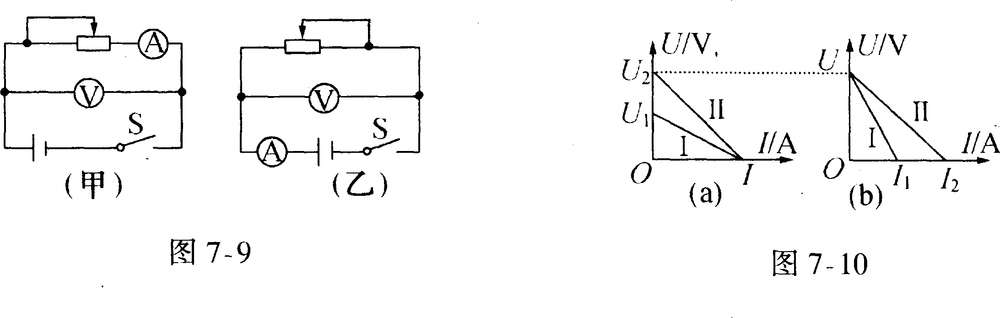 A
V
S
(甲)
V
S
A
(乙)
图 7-9
U/V
U₂
U₁
II
I
I/A
O
I
(a)
U/V
U
II
I
I/A
O
I₁
I₂
(b)
图 7-10